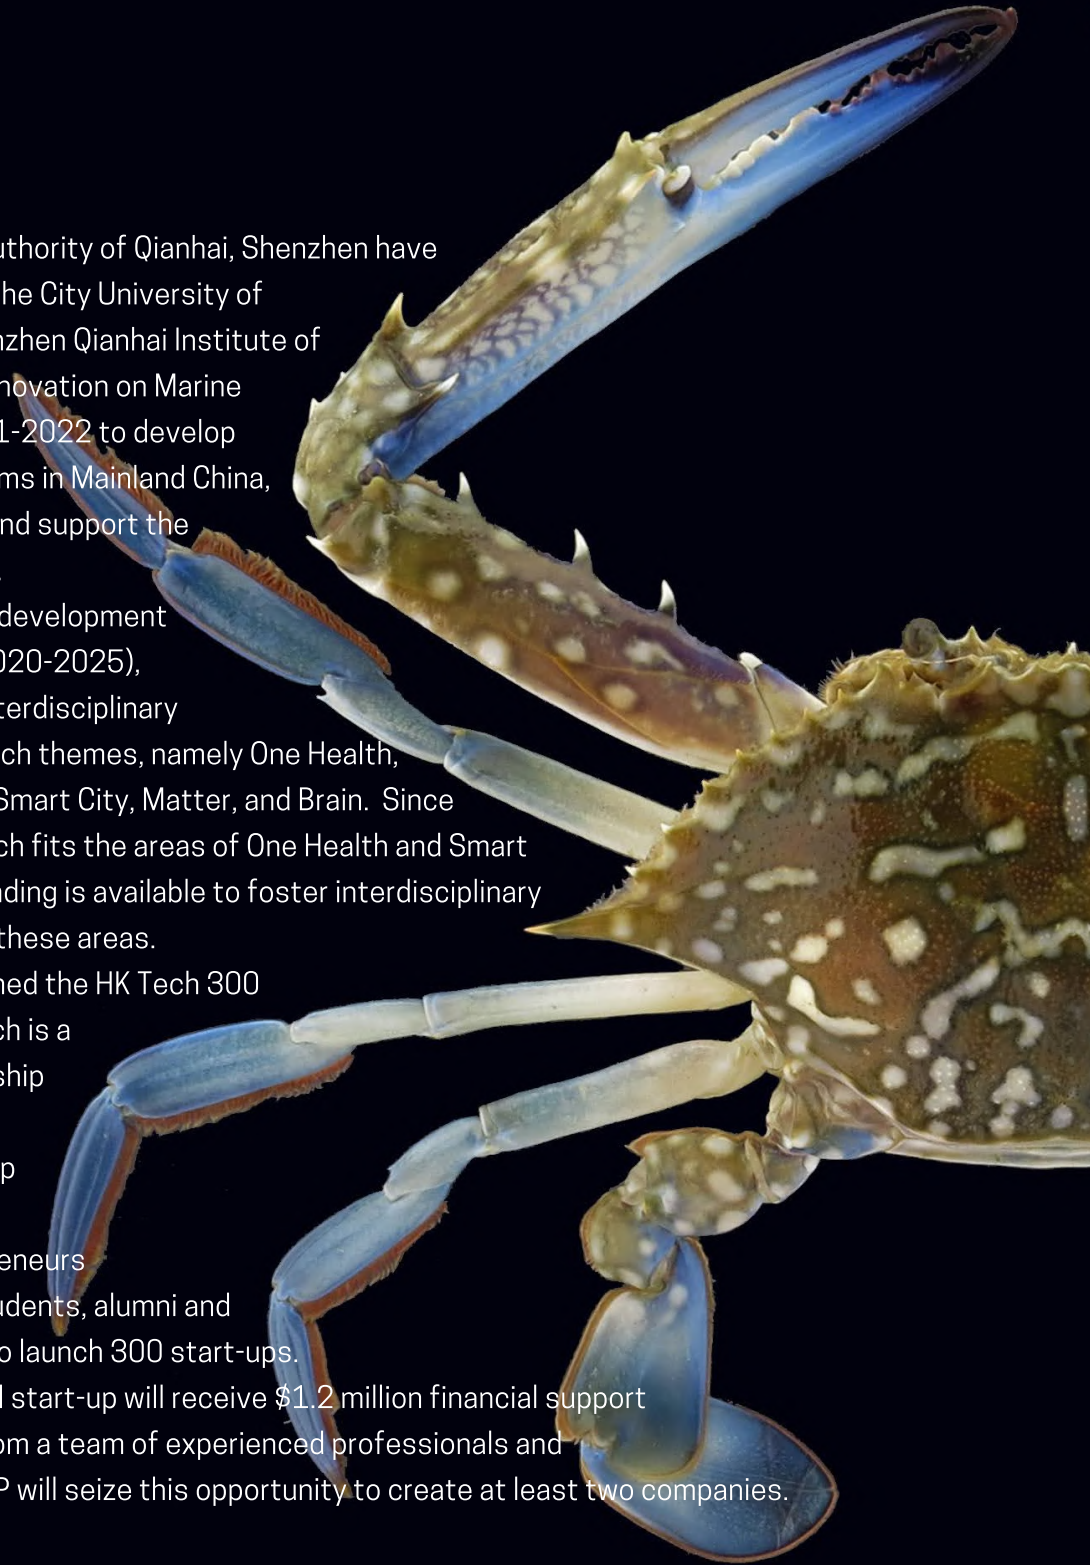 uthority of Qianhai, Shenzhen have
he City University of
nzhen Qianhai Institute of
novation on Marine
1-2022 to develop
ms in Mainland China,
nd support the
.
development
020-2025),
terdisciplinary
ch themes, namely One Health,
Smart City, Matter, and Brain. Since
ch fits the areas of One Health and Smart
ding is available to foster interdisciplinary
these areas.
ned the HK Tech 300
ch is a
ship
p
eneurs
udents, alumni and
o launch 300 start-ups.
l start-up will receive $1.2 million financial support
om a team of experienced professionals and
P will seize this opportunity to create at least two companies.